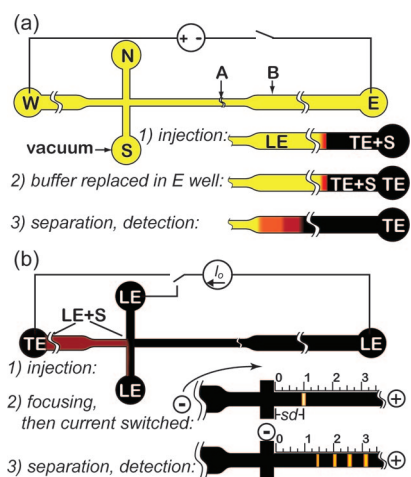 (a)
+ -
N
A
B
W
E
vacuum
S
1) injection:
LE
TE+S
2) buffer replaced in E well:
TE+S
TE
3) separation, detection:
TE
(b)
Io
LE
LE+S
TE
LE
1) injection:
LE
2) focusing,
then current switched:
-
0 1 2 3
+
sd
-
3) separation, detection:
0 1 2 3
+